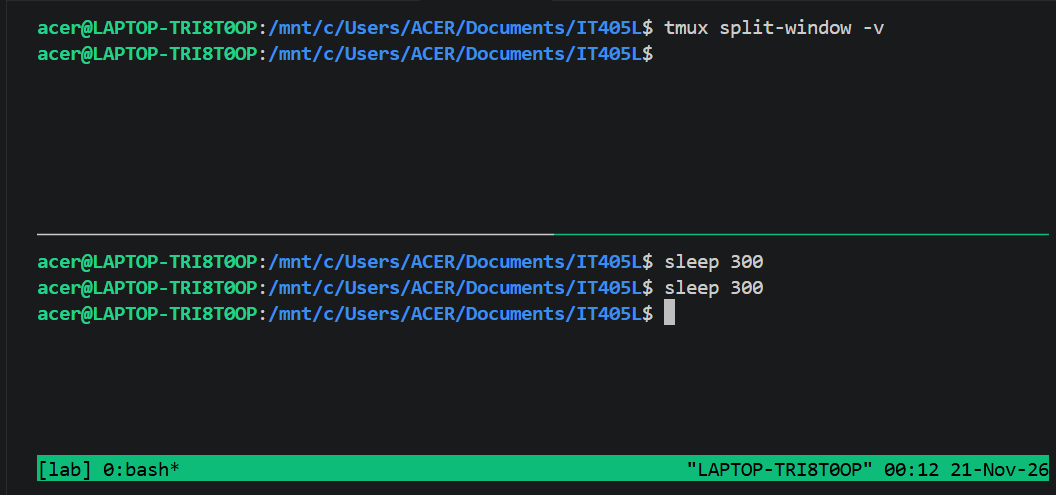 acer@LAPTOP-TRI8T0OP:/mnt/c/Users/ACER/Documents/IT405L$ tmux split-window -v
acer@LAPTOP-TRI8T0OP:/mnt/c/Users/ACER/Documents/IT405L$
acer@LAPTOP-TRI8T0OP:/mnt/c/Users/ACER/Documents/IT405L$ sleep 300
acer@LAPTOP-TRI8T0OP:/mnt/c/Users/ACER/Documents/IT405L$ sleep 300
acer@LAPTOP-TRI8T0OP:/mnt/c/Users/ACER/Documents/IT405L$
[lab] 0:bash* "LAPTOP-TRI8T0OP" 00:12 21-Nov-26